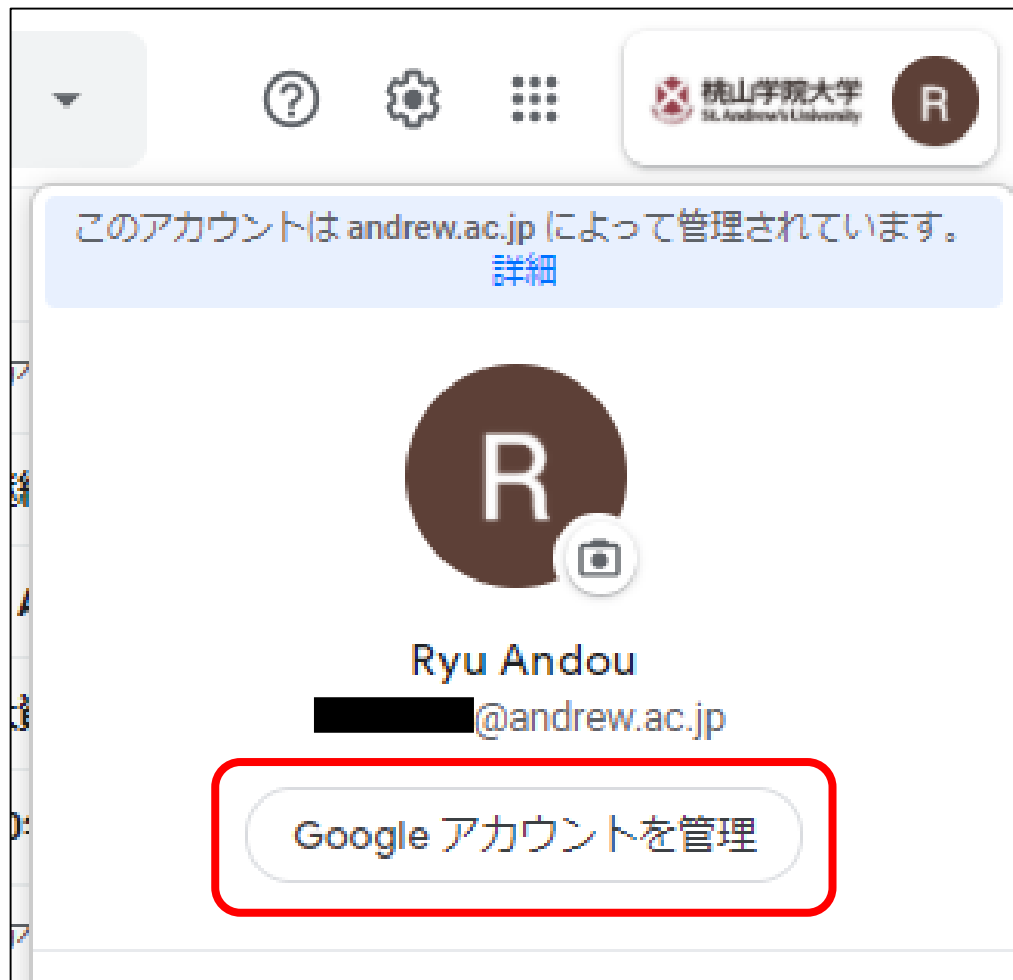 桃山学院大学
St. Andrew's University
R
このアカウントは andrew.ac.jp によって管理されています。
詳細
R
Ryu Andou
@andrew.ac.jp
Google アカウントを管理